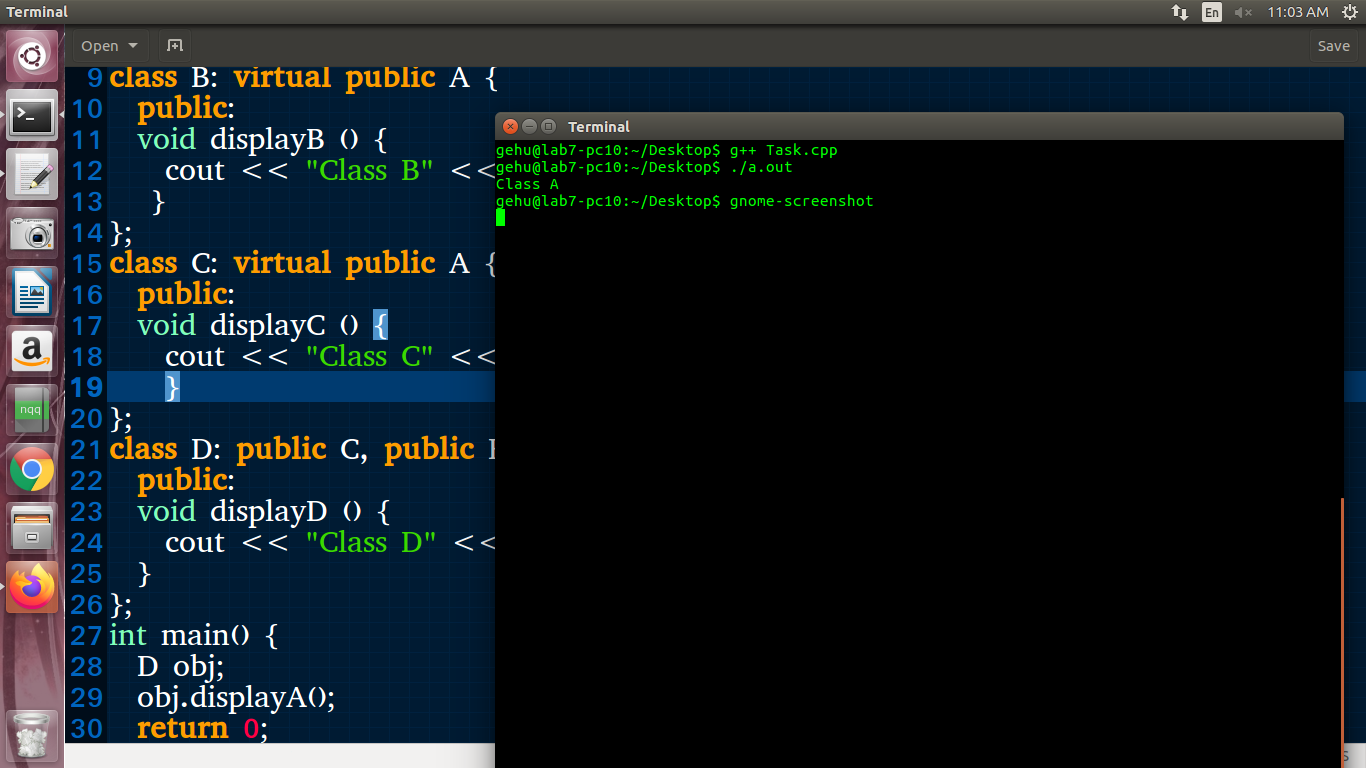 Terminal
En
11:03 AM
Open
Save
9 class B: virtual public A {
10 public:
11 void displayB () {
12 cout << "Class B" <<
13 }
14 };
15 class C: virtual public A {
16 public:
17 void displayC () {
18 cout << "Class C" <<
19 }
20 };
21 class D: public C, public
22 public:
23 void displayD () {
24 cout << "Class D" <<
25 }
26 };
27 int main() {
28 D obj;
29 obj.displayA();
30 return 0;
Terminal
gehu@lab7-pc10:~/Desktop$ g++ Task.cpp
gehu@lab7-pc10:~/Desktop$ ./a.out
Class A
gehu@lab7-pc10:~/Desktop$ gnome-screenshot
a
nqq